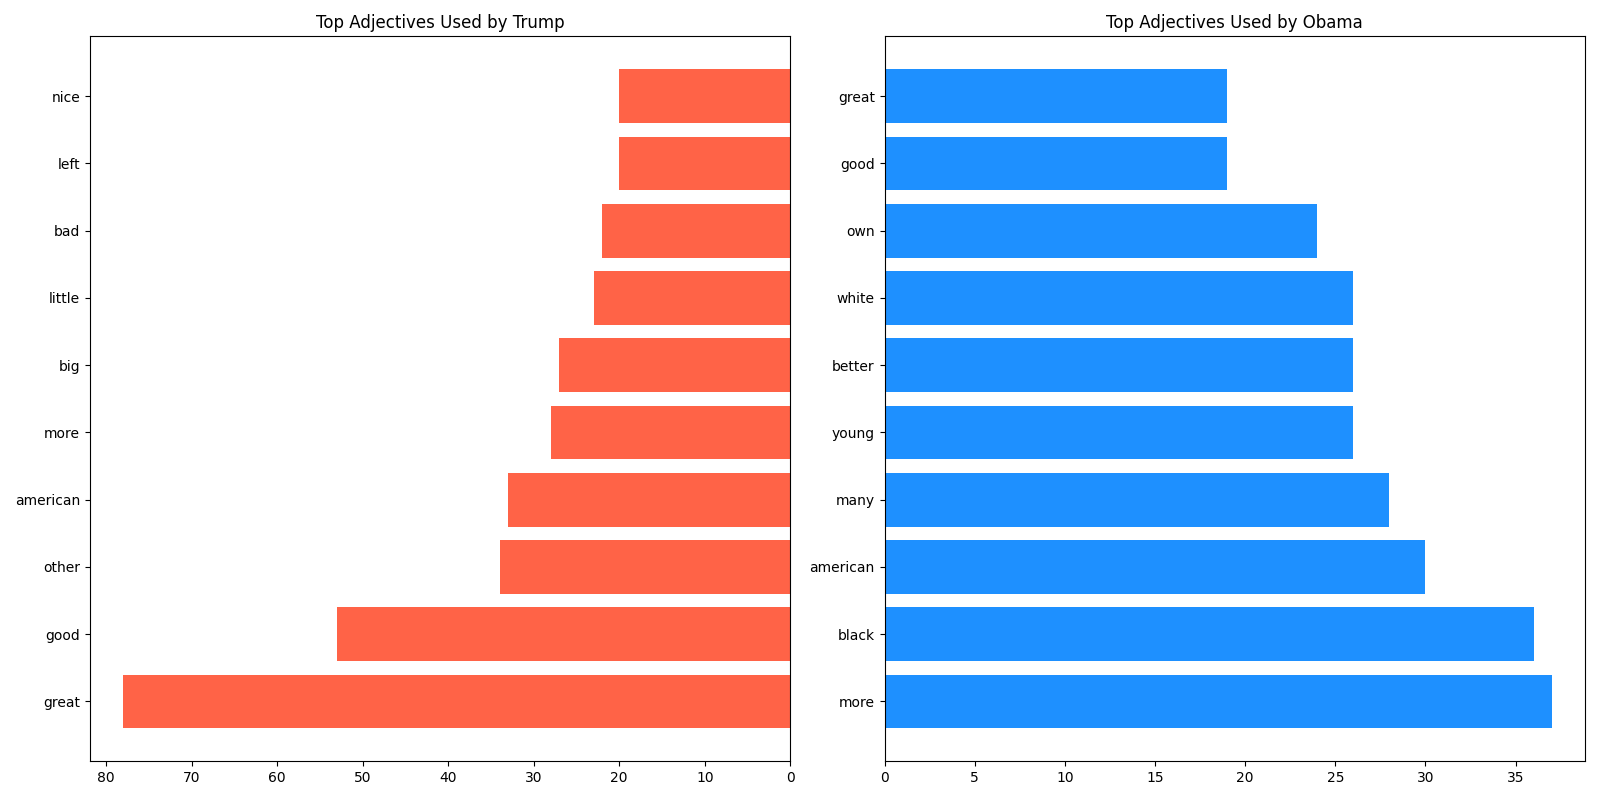 Top Adjectives Used by Trump
nice
left
bad
little
big
more
american
other
good
great
80 70 60 50 40 30 20 10 0
Top Adjectives Used by Obama
great
good
own
white
better
young
many
american
black
more
0 5 10 15 20 25 30 35